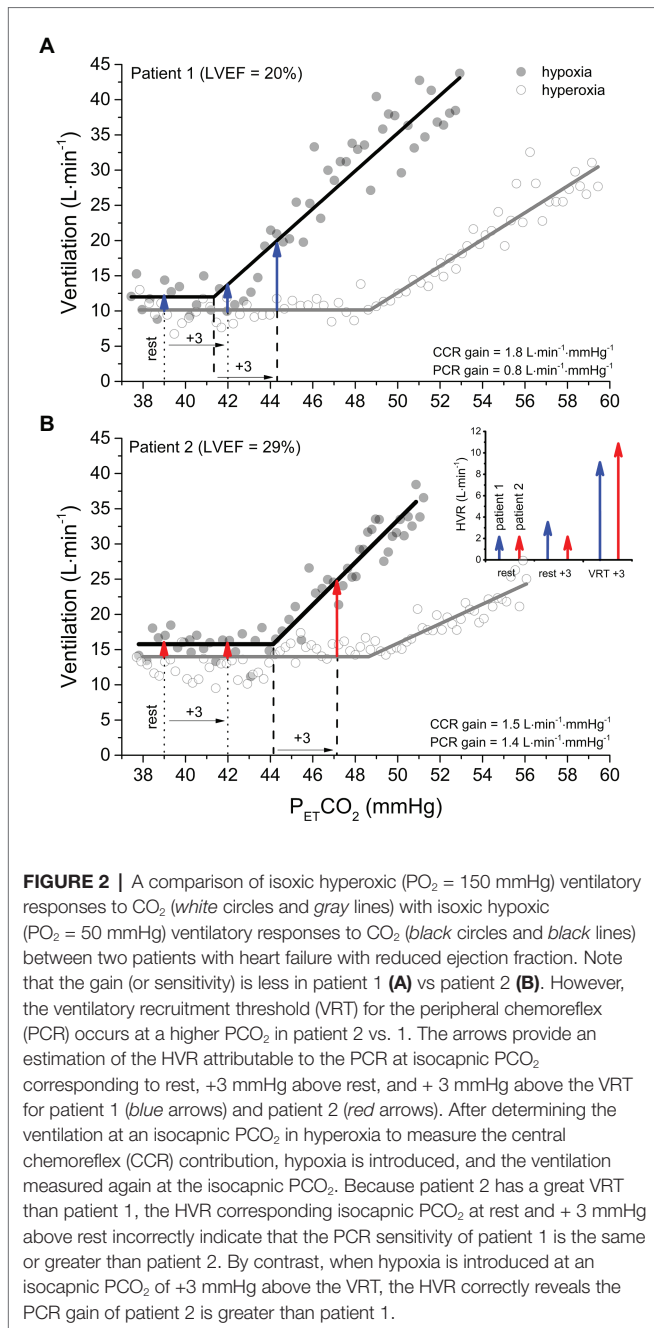 A
Patient 1 (LVEF = 20%)
hypoxia
hyperoxia
Ventilation (L·min⁻¹)
45
40
35
30
25
20
15
10
5
0
rest
+3
+3
CCR gain = 1.8 L·min⁻¹·mmHg⁻¹
PCR gain = 0.8 L·min⁻¹·mmHg⁻¹
38 40 42 44 46 48 50 52 54 56 58 60
B
Patient 2 (LVEF = 29%)
Ventilation (L·min⁻¹)
45
40
35
30
25
20
15
10
5
0
HVR (L·min⁻¹)
12
10
8
6
4
2
0
patient 1
patient 2
rest rest +3 VRT +3
rest
+3
+3
CCR gain = 1.5 L·min⁻¹·mmHg⁻¹
PCR gain = 1.4 L·min⁻¹·mmHg⁻¹
38 40 42 44 46 48 50 52 54 56 58 60
P_ETCO₂ (mmHg)
FIGURE 2 | A comparison of isoxic hyperoxic (PO₂ = 150 mmHg) ventilatory
responses to CO₂ (white circles and gray lines) with isoxic hypoxic
(PO₂ = 50 mmHg) ventilatory responses to CO₂ (black circles and black lines)
between two patients with heart failure with reduced ejection fraction. Note
that the gain (or sensitivity) is less in patient 1 (A) vs patient 2 (B). However,
the ventilatory recruitment threshold (VRT) for the peripheral chemoreflex
(PCR) occurs at a higher PCO₂ in patient 2 vs. 1. The arrows provide an
estimation of the HVR attributable to the PCR at isocapnic PCO₂
corresponding to rest, +3 mmHg above rest, and + 3 mmHg above the VRT
for patient 1 (blue arrows) and patient 2 (red arrows). After determining the
ventilation at an isocapnic PCO₂ in hyperoxia to measure the central
chemoreflex (CCR) contribution, hypoxia is introduced, and the ventilation
measured again at the isocapnic PCO₂. Because patient 2 has a great VRT
than patient 1, the HVR corresponding isocapnic PCO₂ at rest and + 3 mmHg
above rest incorrectly indicate that the PCR sensitivity of patient 1 is the same
or greater than patient 2. By contrast, when hypoxia is introduced at an
isocapnic PCO₂ of +3 mmHg above the VRT, the HVR correctly reveals the
PCR gain of patient 2 is greater than patient 1.